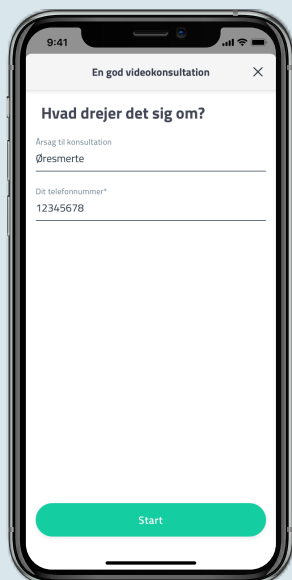 9:41
En god videokonsultation
Hvad drejer det sig om?
Årsag til konsultation
Øresmerte
Dit telefonnummer*
12345678
Start